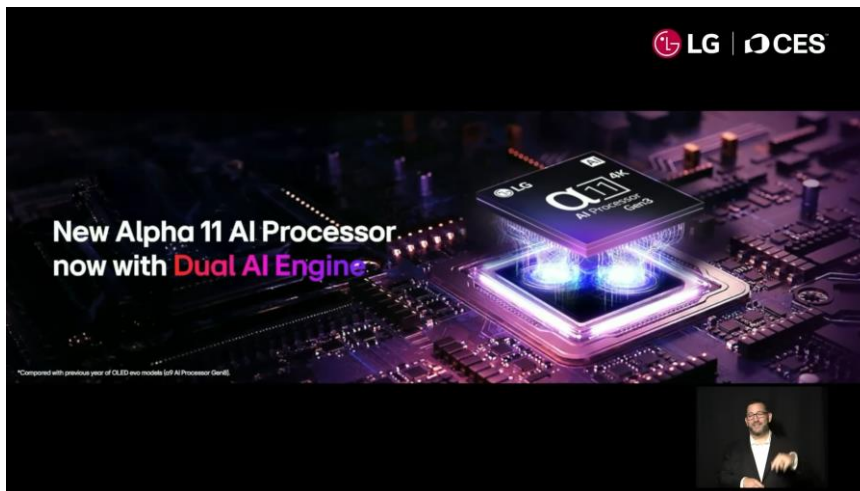 LG | CES
AI
LG
α11 4K
AI Processor
Gen3
New Alpha 11 AI Processor
now with Dual AI Engine
*Compared with previous year of OLED evo models (α9 AI Processor Gen8).